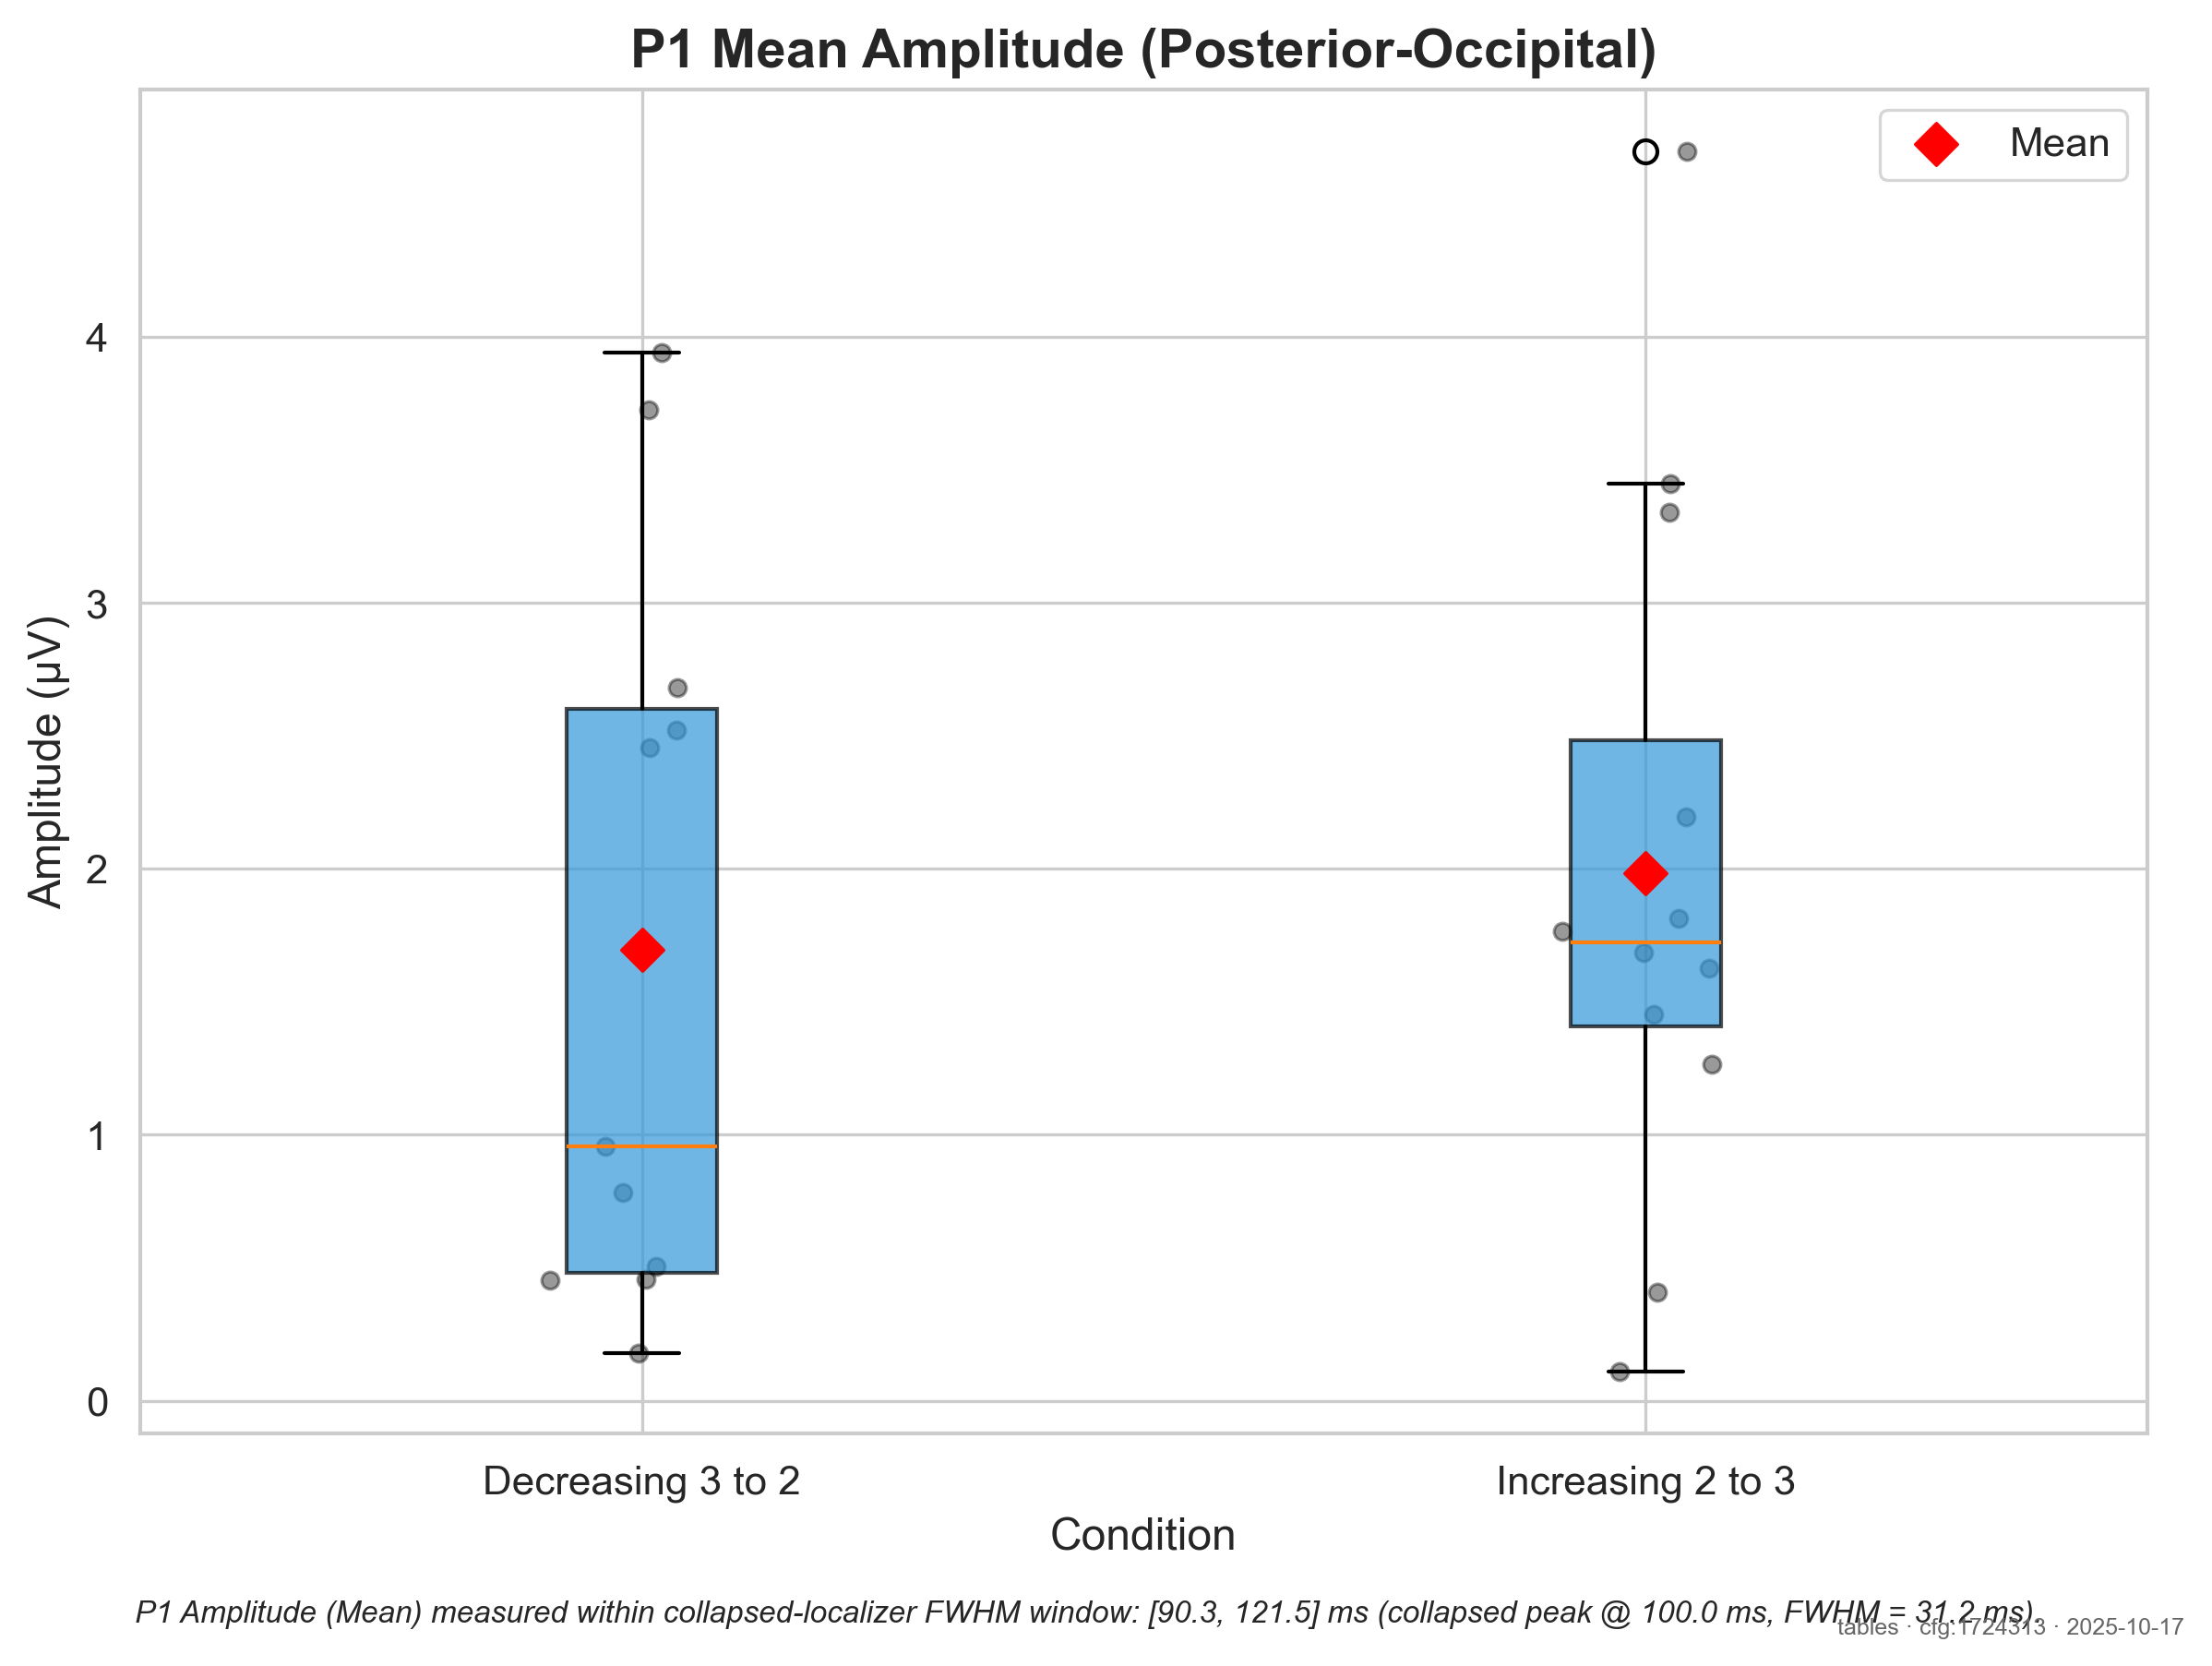 P1 Mean Amplitude (Posterior-Occipital)
Mean
Amplitude (µV)
4
3
2
1
0
Decreasing 3 to 2
Increasing 2 to 3
Condition
P1 Amplitude (Mean) measured within collapsed-localizer FWHM window: [90.3, 121.5] ms (collapsed peak @ 100.0 ms, FWHM = 31.2 ms).
tables · cfg:1724313 · 2025-10-17